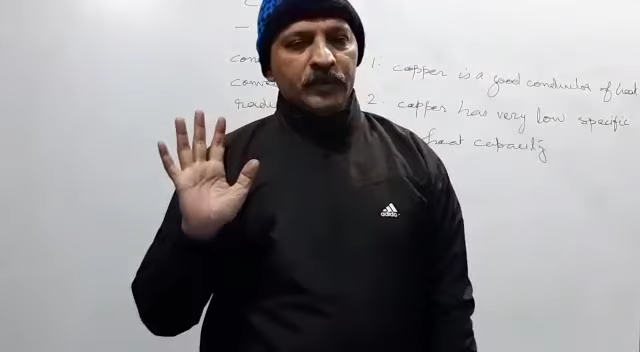 1. copper is a good conductor of heat
2. copper has very low specific
heat capacity
adidas